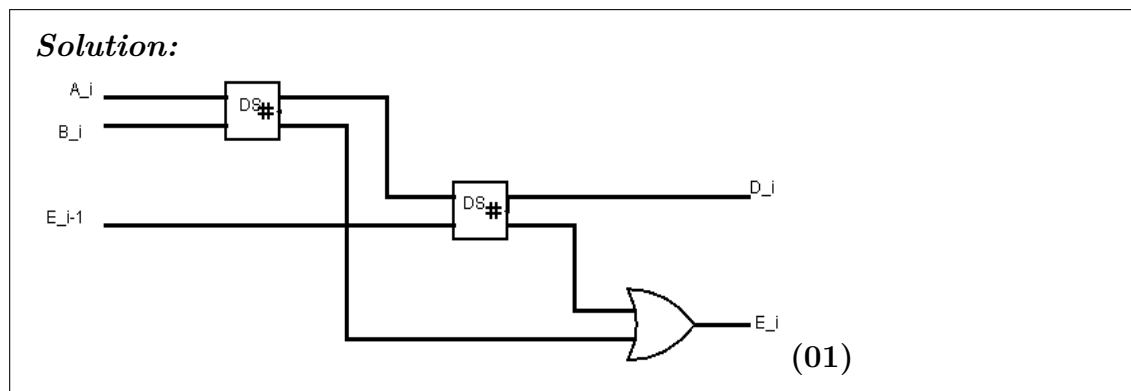 Solution:
A_i
DS#
B_i
DS#
D_i
E_i-1
E_i
(01)